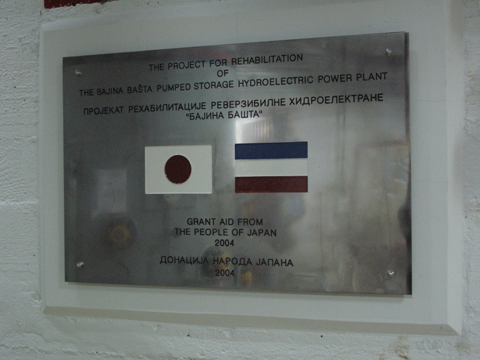 THE PROJECT FOR REHABILITATION
OF
THE BAJINA BAŠTA PUMPED STORAGE HYDROELECTRIC POWER PLANT
ПРОЈЕКАТ РЕХАБИЛИТАЦИЈЕ РЕВЕРЗИБИЛНЕ ХИДРОЕЛЕКТРАНЕ
"БАЈИНА БАШТА"
GRANT AID FROM
THE PEOPLE OF JAPAN
2004
ДОНАЦИЈА НАРОДА ЈАПАНА
2004